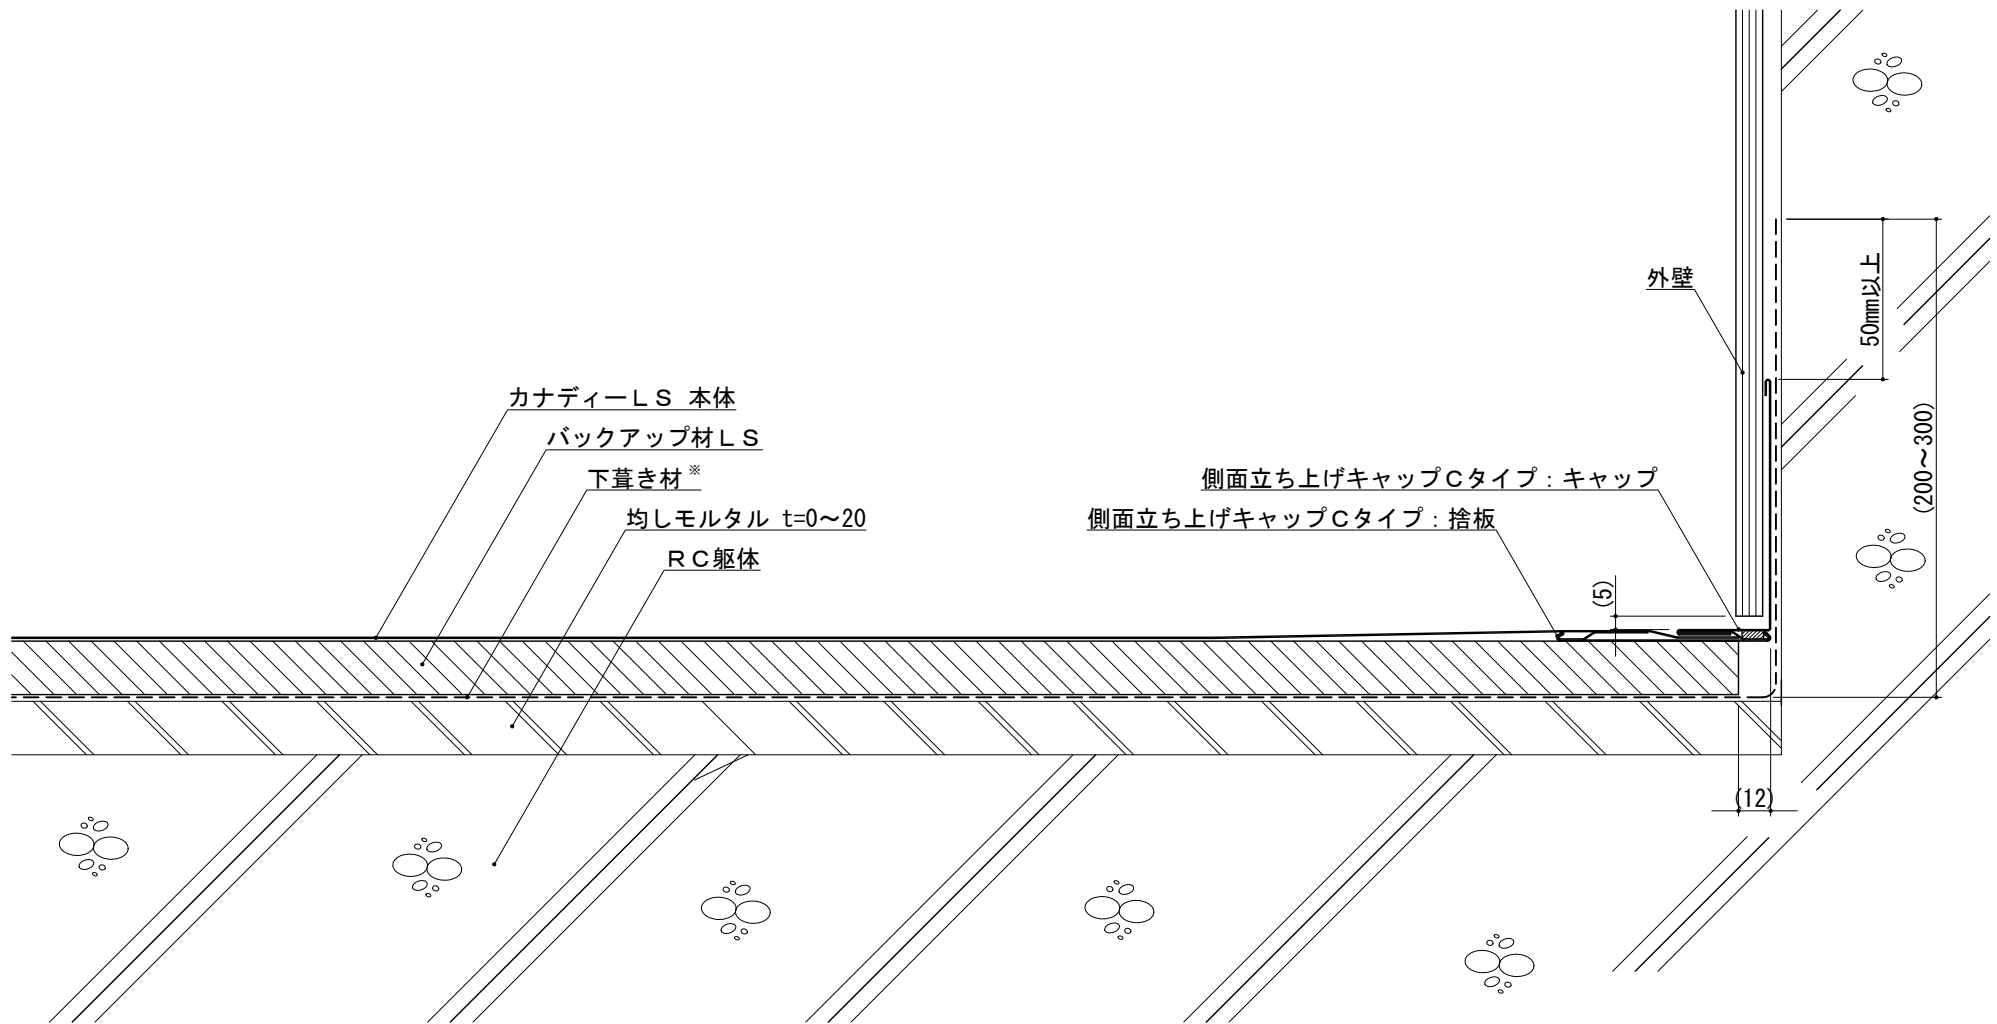 外壁
50mm以上
(200~300)
カナディーLS 本体
バックアップ材LS
下葺き材※
均しモルタル t=0~20
RC躯体
側面立ち上げキャップCタイプ:キャップ
側面立ち上げキャップCタイプ:捨板
(5)
(12)